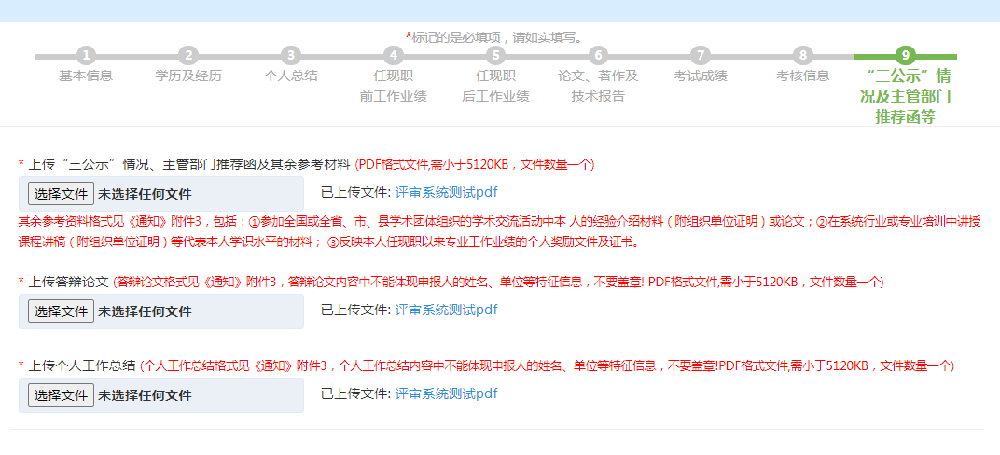 *标记的是必填项，请如实填写。
1 2 3 4 5 6 7 8 9
基本信息 学历及经历 个人总结 任现职 任现职 论文、著作及 考试成绩 考核信息 “三公示”情
前工作业绩 后工作业绩 技术报告 况及主管部门
推荐函等
* 上传“三公示”情况、主管部门推荐函及其余参考材料 (PDF格式文件,需小于5120KB，文件数量一个)
选择文件 未选择任何文件 已上传文件: 评审系统测试pdf
其余参考资料格式见《通知》附件3，包括：①参加全国或全省、市、县学术团体组织的学术交流活动中本 人的经验介绍材料（附组织单位证明）或论文；②在系统行业或专业培训中讲授
课程讲稿（附组织单位证明）等代表本人学识水平的材料； ③反映本人任现职以来专业工作业绩的个人奖励文件及证书。
* 上传答辩论文 (答辩论文格式见《通知》附件3，答辩论文内容中不能体现申报人的姓名、单位等特征信息，不要盖章! PDF格式文件,需小于5120KB，文件数量一个)
选择文件 未选择任何文件 已上传文件: 评审系统测试pdf
* 上传个人工作总结 (个人工作总结格式见《通知》附件3，个人工作总结内容中不能体现申报人的姓名、单位等特征信息，不要盖章!PDF格式文件,需小于5120KB，文件数量一个)
选择文件 未选择任何文件 已上传文件: 评审系统测试pdf